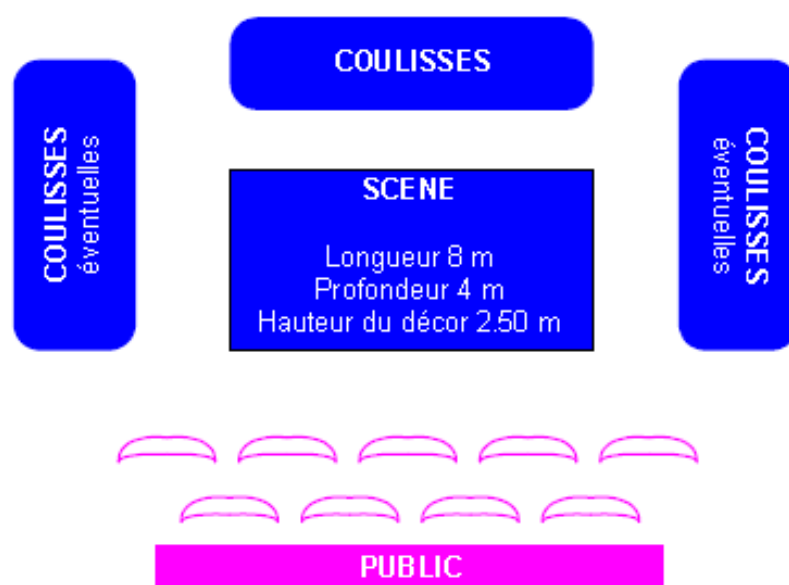 COULISSES
COULISSES
éventuelles
SCENE
Longueur 8 m
Profondeur 4 m
Hauteur du décor 2.50 m
COULISSES
éventuelles
PUBLIC